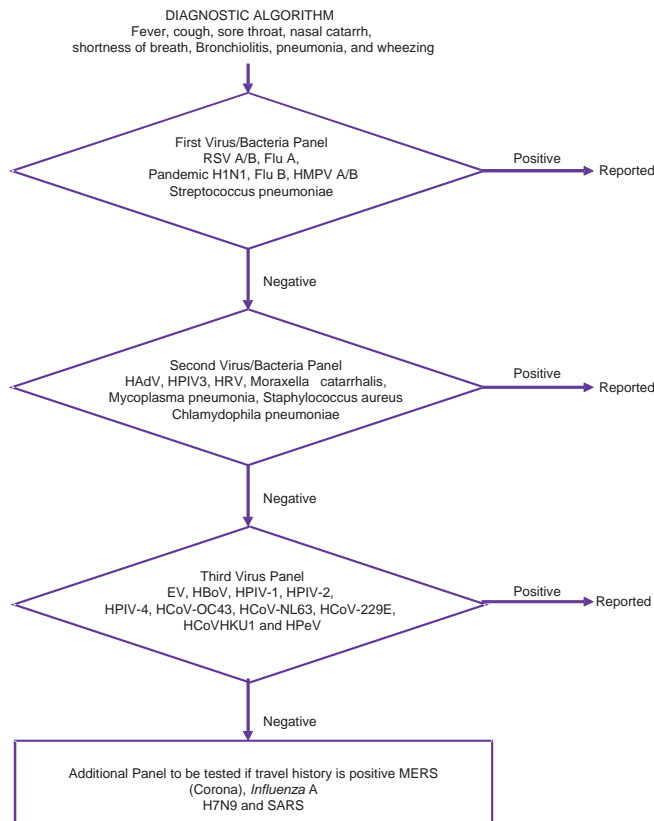 DIAGNOSTIC ALGORITHM
Fever, cough, sore throat, nasal catarrh,
shortness of breath, Bronchiolitis, pneumonia, and wheezing
First Virus/Bacteria Panel
RSV A/B, Flu A,
Pandemic H1N1, Flu B, HMPV A/B
Streptococcus pneumoniae
Positive
Reported
Negative
Second Virus/Bacteria Panel
HAdV, HPIV3, HRV, Moraxella catarrhalis,
Mycoplasma pneumonia, Staphylococcus aureus
Chlamydophila pneumoniae
Positive
Reported
Negative
Third Virus Panel
EV, HBoV, HPIV-1, HPIV-2,
HPIV-4, HCoV-OC43, HCoV-NL63, HCoV-229E,
HCoVHKU1 and HPeV
Positive
Reported
Negative
Additional Panel to be tested if travel history is positive MERS
(Corona), Influenza A
H7N9 and SARS